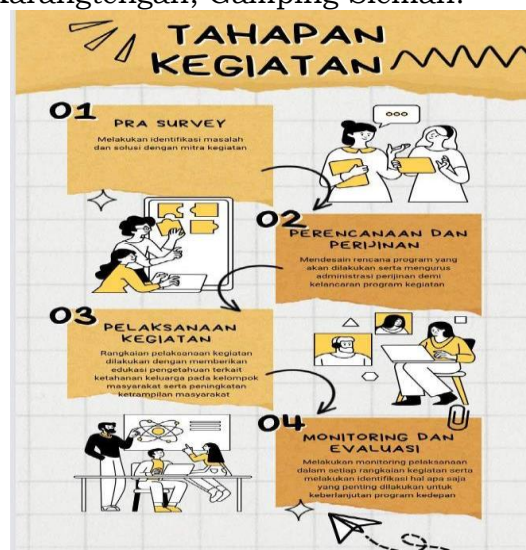 Karangtengah, Gamping Sleman.
TAHAPAN
KEGIATAN
01
PRA SURVEY
Melakukan identifikasi masalah
dan solusi dengan mitra kegiatan
02
PERENCANAAN DAN
PERIJINAN
Mendesain rencana program yang
akan dilakukan serta mengurus
administrasi perijinan demi
kelancaran program kegiatan
03
PELAKSANAAN
KEGIATAN
Rangkaian pelaksanaan kegiatan
dilakukan dengan memberikan
edukasi pengetahuan terkait
ketahanan keluarga pada kelompok
masyarakat serta peningkatan
ketrampilan masyarakat
04
MONITORING DAN
EVALUASI
Melakukan monitoring pelaksanaan
dalam setiap rangkaian kegiatan serta
melakukan identifikasi hal apa saja
yang penting dilakukan untuk
keberlanjutan program kedepan